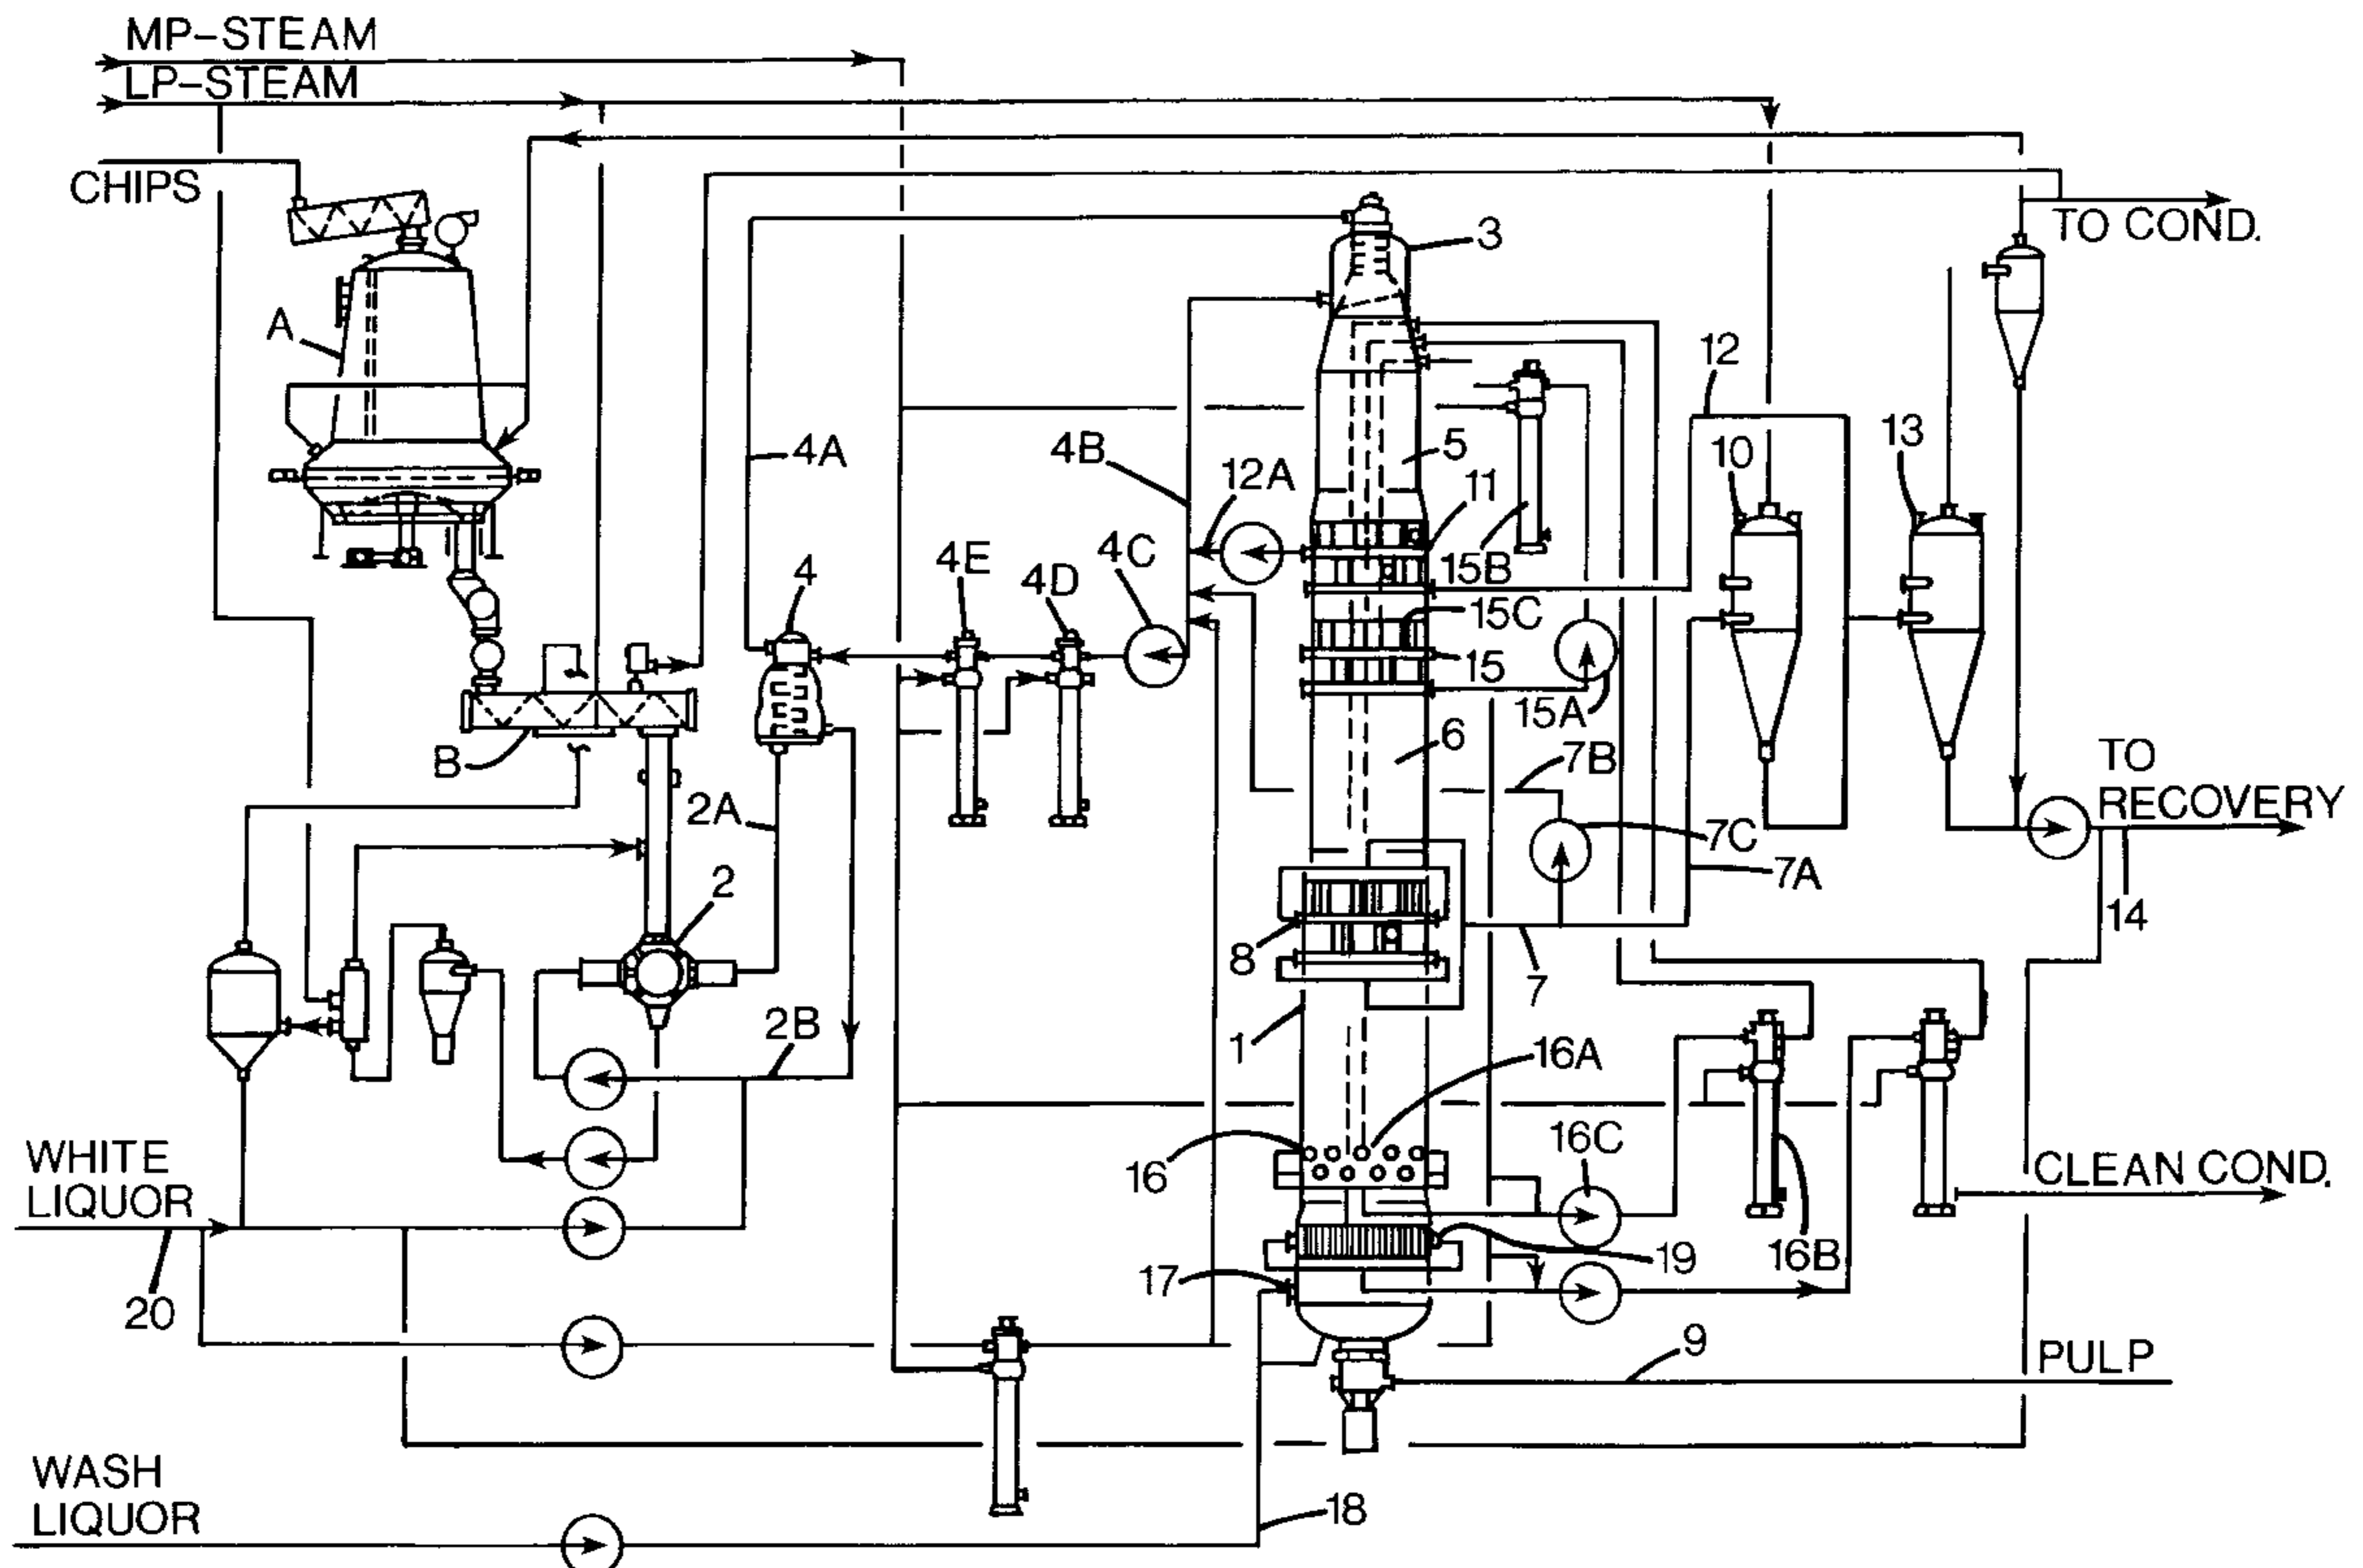 MP-STEAM
LP-STEAM
CHIPS
TO COND.
3
A
12
4A
4B
12A
5
11
10
13
4
4E
4D
4C
15B
15C
15
15A
B
6
7B
TO
RECOVERY
2A
7C
7A
2
14
8
7
2B
1
16A
WHITE
LIQUOR
16
16C
CLEAN COND.
16B
17
19
20
9
PULP
WASH
LIQUOR
18